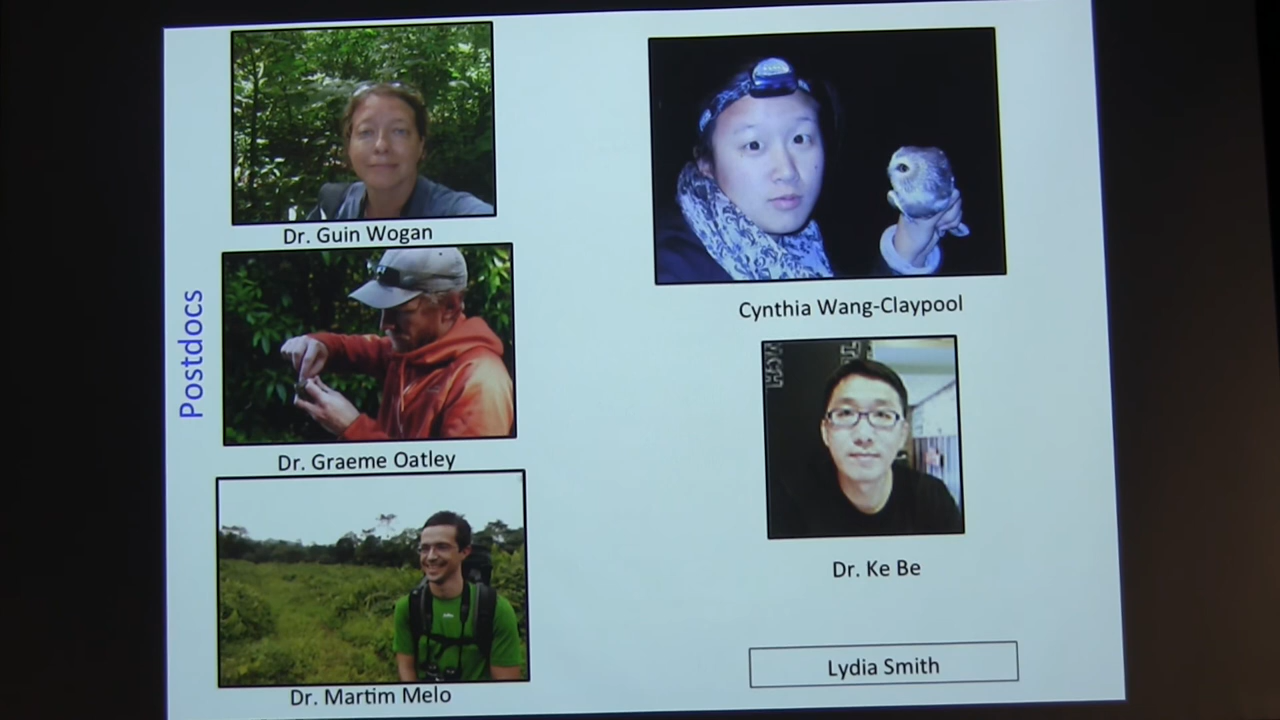 Postdocs
Dr. Guin Wogan
Dr. Graeme Oatley
Dr. Martim Melo
Cynthia Wang-Claypool
Dr. Ke Be
Lydia Smith